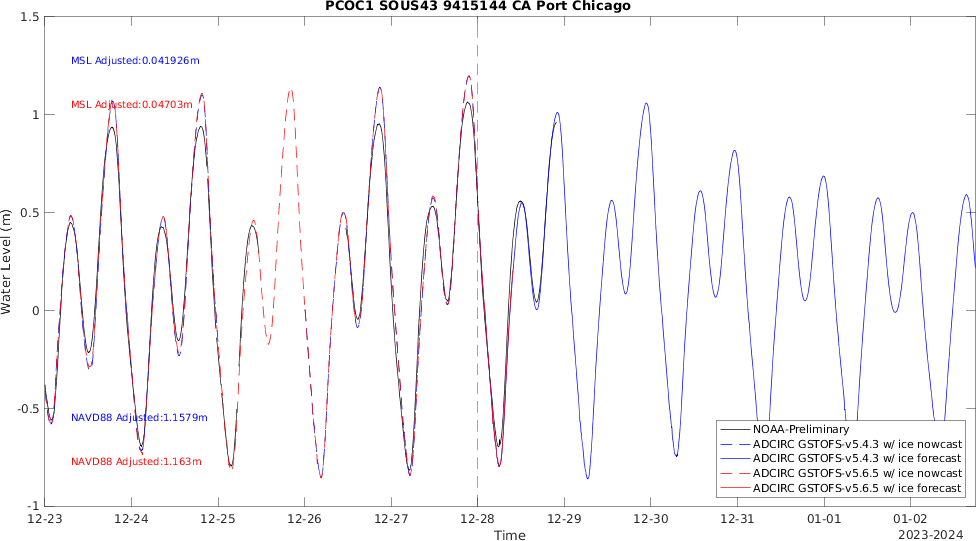 PCOC1 SOUS43 9415144 CA Port Chicago
1.5
MSL Adjusted:0.041926m
MSL Adjusted:0.04703m
1
0.5
Water Level (m)
0
-0.5
NAVD88 Adjusted:1.1579m
NAVD88 Adjusted:1.163m
NOAA-Preliminary
ADCIRC GSTOFS-v5.4.3 w/ ice nowcast
ADCIRC GSTOFS-v5.4.3 w/ ice forecast
ADCIRC GSTOFS-v5.6.5 w/ ice nowcast
ADCIRC GSTOFS-v5.6.5 w/ ice forecast
-1
12-23 12-24 12-25 12-26 12-27 12-28 12-29 12-30 12-31 01-01 01-02
Time
2023-2024